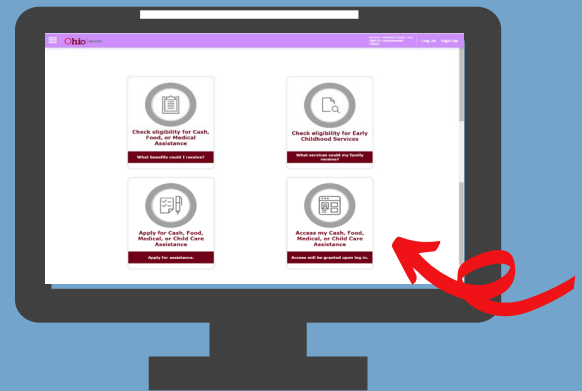 Ohio Benefits
Log In Sign Up
Check eligibility for Cash,
Food, or Medical
Assistance
What benefits could I receive?
Check eligibility for Early
Childhood Services
What services could my family
receive?
Apply for Cash, Food,
Medical, or Child Care
Assistance
Apply for assistance.
Access my Cash, Food,
Medical, or Child Care
Assistance
Access will be granted upon log in.